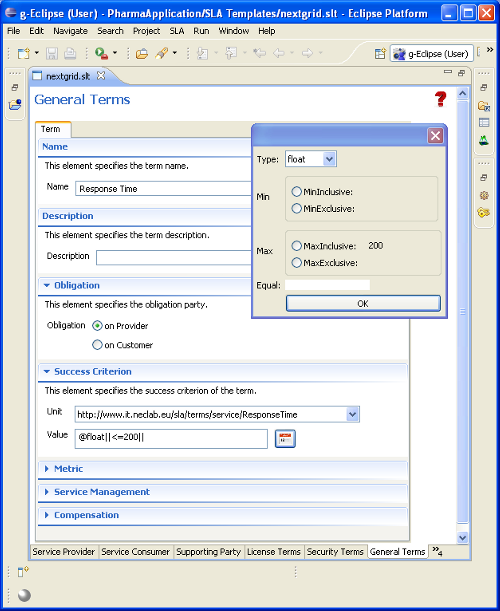 g-Eclipse (User) - PharmaApplication/SLA Templates/nextgrid.slt - Eclipse Platform
File Edit Navigate Search Project SLA Run Window Help
g-Eclipse (User)
nextgrid.slt
General Terms
?
Term
Name
This element specifies the term name.
Name Response Time
Description
This element specifies the term description.
Description
Obligation
This element specifies the obligation party.
Obligation on Provider
on Customer
Success Criterion
This element specifies the success criterion of the term.
Unit http://www.it.neclab.eu/sla/terms/service/ResponseTime
Value @float||<=200||
Metric
Service Management
Compensation
Service Provider Service Consumer Supporting Party License Terms Security Terms General Terms »4
Type: float
Min
MinInclusive:
MinExclusive:
Max
MaxInclusive: 200
MaxExclusive:
Equal:
OK